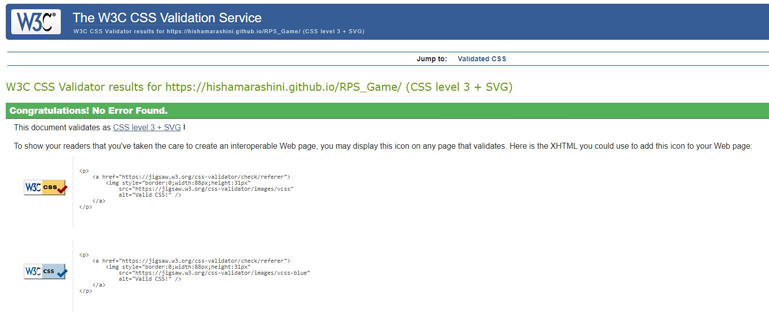 W3C® The W3C CSS Validation Service
W3C CSS Validator results for https://hishamarashini.github.io/RPS_Game/ (CSS level 3 + SVG)
Jump to: Validated CSS
W3C CSS Validator results for https://hishamarashini.github.io/RPS_Game/ (CSS level 3 + SVG)
Congratulations! No Error Found.
This document validates as CSS level 3 + SVG !
To show your readers that you've taken the care to create an interoperable Web page, you may display this icon on any page that validates. Here is the XHTML you could use to add this icon to your Web page:
W3C CSS
<p>
<a href="https://jigsaw.w3.org/css-validator/check/referer">
<img style="border:0;width:88px;height:31px"
src="https://jigsaw.w3.org/css-validator/images/vcss"
alt="Valid CSS!" />
</a>
</p>
W3C CSS
<p>
<a href="https://jigsaw.w3.org/css-validator/check/referer">
<img style="border:0;width:88px;height:31px"
src="https://jigsaw.w3.org/css-validator/images/vcss-blue"
alt="Valid CSS!" />
</a>
</p>